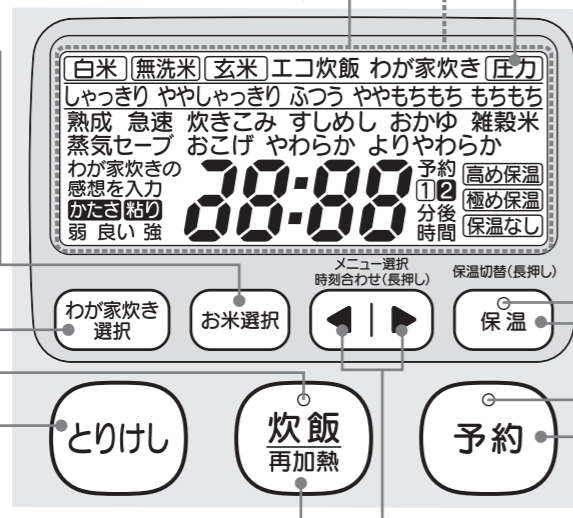 白米 無洗米 玄米 エコ炊飯 わが家炊き 圧力
しゃっきり ややしゃっきり ふつう ややもちもち もちもち
熟成 急速 炊きこみ すしめし おかゆ 雑穀米
蒸気セーブ おこげ やわらか よりやわらか
わが家炊きの
感想を入力
かたさ 粘り
弱 良い 強
88:88
予約
1 2
分後
時間
高め保温
極め保温
保温なし
メニュー選択
時刻合わせ(長押し)
保温切替(長押し)
わが家炊き
選択
お米選択
◀ | ▶
保温
とりけし
炊飯
再加熱
予約